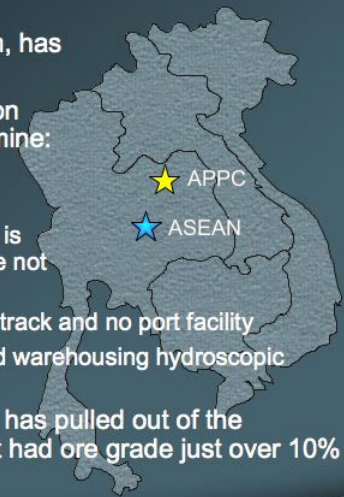 n, has
on
mine:
APPC
ASEAN
is
e not
track and no port facility
d warehousing hydroscopic
has pulled out of the
t had ore grade just over 10%